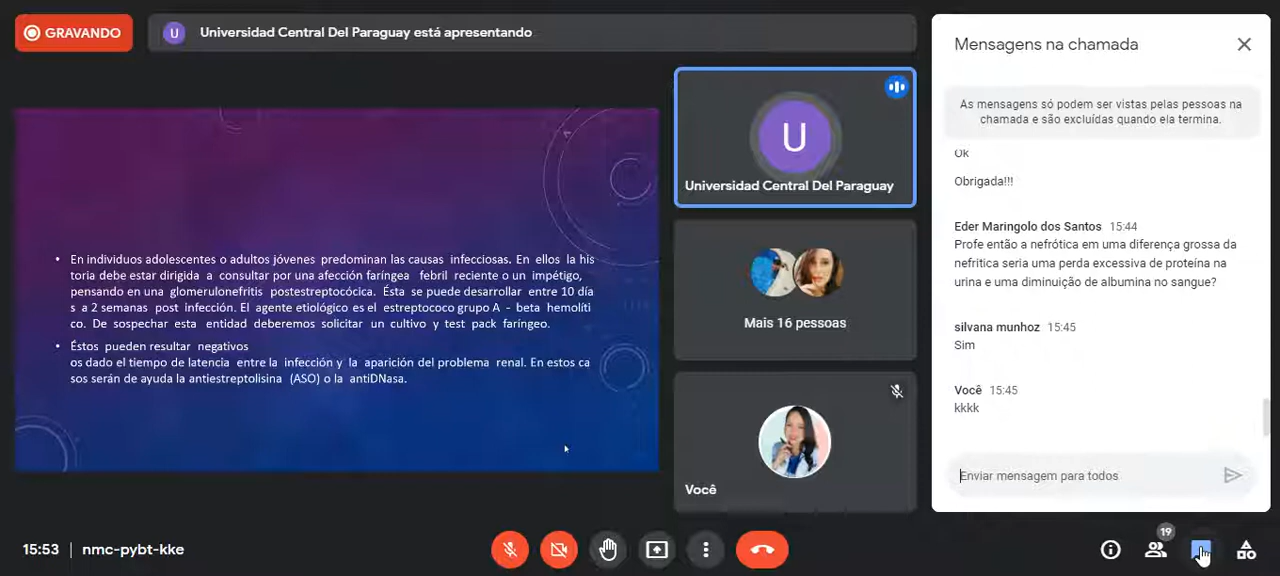 GRAVANDO
U
Universidad Central Del Paraguay está apresentando
• En individuos adolescentes o adultos jóvenes predominan las causas infecciosas. En ellos la his
toria debe estar dirigida a consultar por una afección faríngea febril reciente o un impétigo,
pensando en una glomerulonefritis postestreptocócica. Ésta se puede desarrollar entre 10 día
s a 2 semanas post infección. El agente etiológico es el estreptococo grupo A - beta hemolíti
co. De sospechar esta entidad deberemos solicitar un cultivo y test pack faríngeo.
• Éstos pueden resultar negativos
os dado el tiempo de latencia entre la infección y la aparición del problema renal. En estos ca
sos serán de ayuda la antiestreptolisina (ASO) o la antiDNasa.
U
Universidad Central Del Paraguay
Mais 16 pessoas
Você
Mensagens na chamada
As mensagens só podem ser vistas pelas pessoas na
chamada e são excluídas quando ela termina.
Ok
Obrigada!!!
Eder Maringolo dos Santos 15:44
Profe então a nefrótica em uma diferença grossa da
nefritica seria uma perda excessiva de proteína na
urina e uma diminuição de albumina no sangue?
silvana munhoz 15:45
Sim
Você 15:45
kkkk
Enviar mensagem para todos
15:53 | nmc-pybt-kke
19